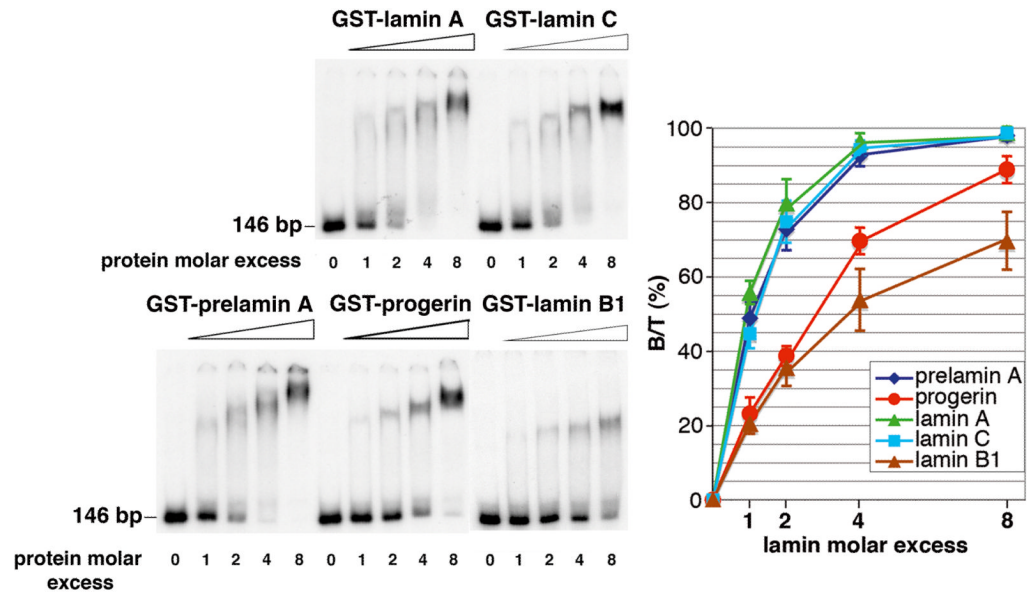 GST-lamin A GST-lamin C
146 bp
protein molar excess 0 1 2 4 8 0 1 2 4 8
GST-prelamin A GST-progerin GST-lamin B1
146 bp
protein molar excess 0 1 2 4 8 0 1 2 4 8 0 1 2 4 8
B/T (%)
100
80
60
40
20
0
1 2 4 8
lamin molar excess
prelamin A
progerin
lamin A
lamin C
lamin B1